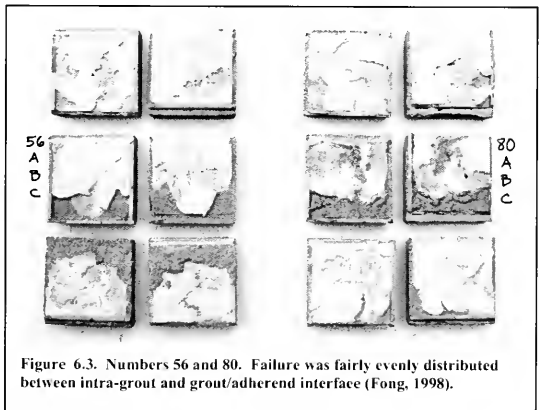 56
A
B
C
80
A
B
C
Figure 6.3. Numbers 56 and 80. Failure was fairly evenly distributed
between intra-grout and grout/adherend interface (Fong, 1998).